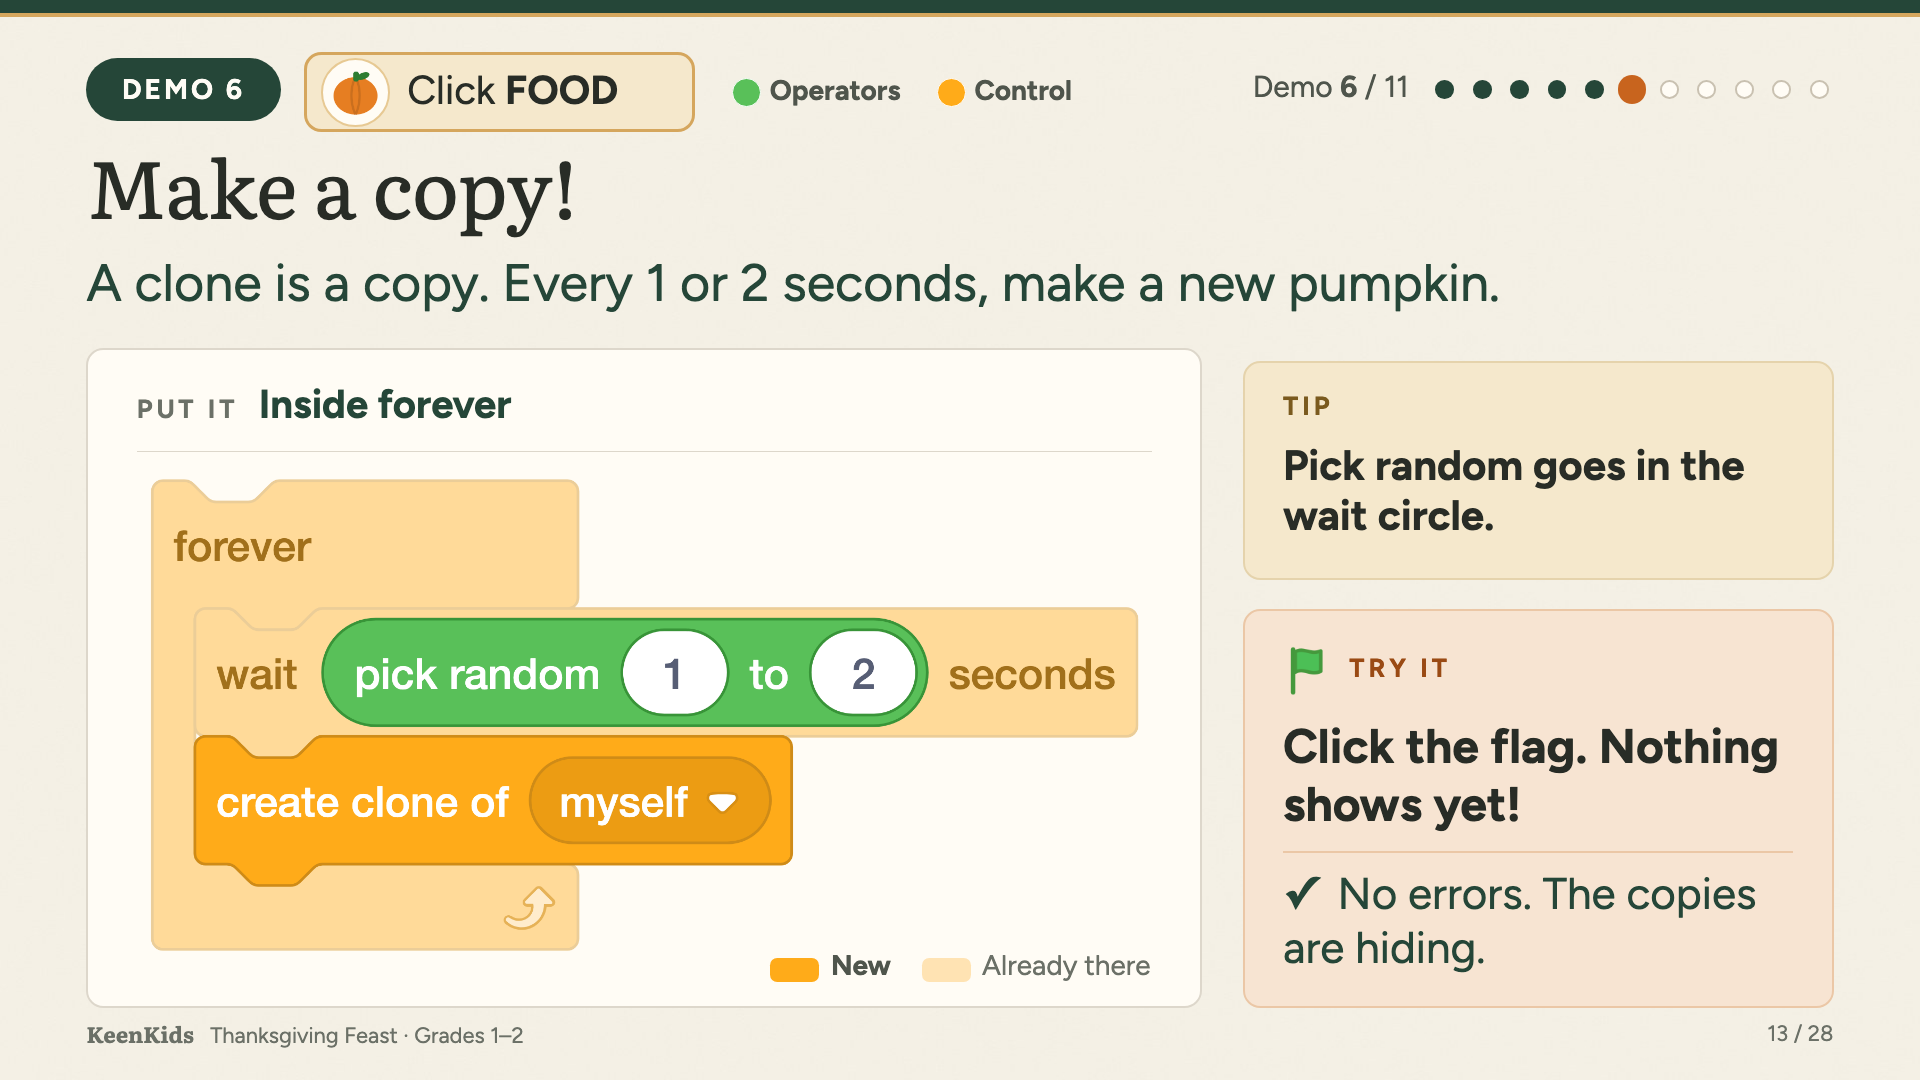 DEMO 6
Click FOOD
Operators
Control
Demo 6 / 11
Make a copy!
A clone is a copy. Every 1 or 2 seconds, make a new pumpkin.
PUT IT Inside forever
forever
wait pick random 1 to 2 seconds
create clone of myself
New
Already there
TIP
Pick random goes in the
wait circle.
TRY IT
Click the flag. Nothing
shows yet!
✓ No errors. The copies
are hiding.
KeenKids Thanksgiving Feast · Grades 1–2
13 / 28